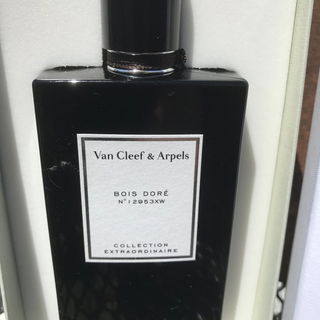 Van Cleef & Arpels
BOIS DORÉ
N°12953XW
COLLECTION
EXTRAORDINAIRE